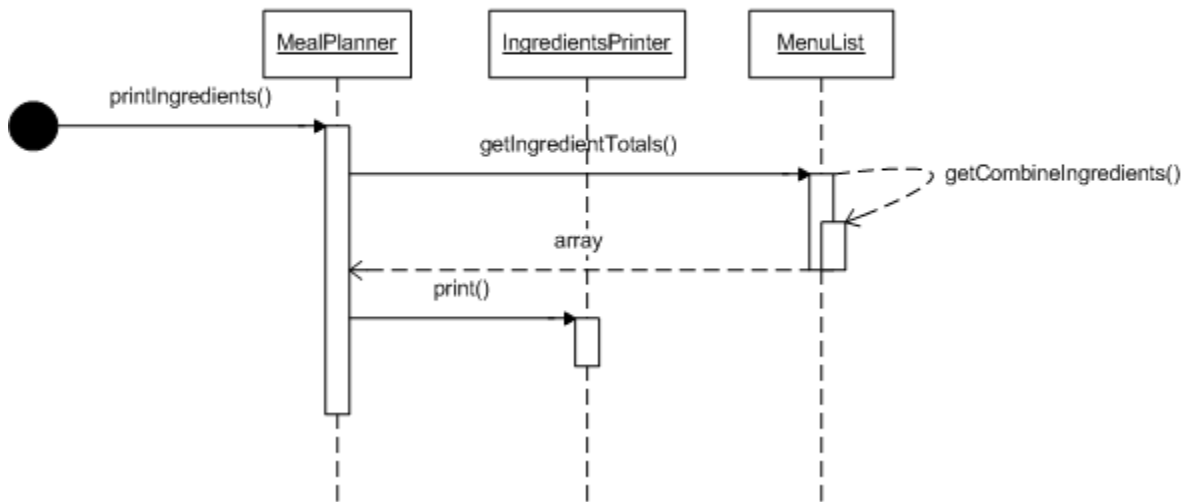 MealPlanner
IngredientsPrinter
MenuList
printIngredients()
getIngredientTotals()
getCombineIngredients()
array
print()